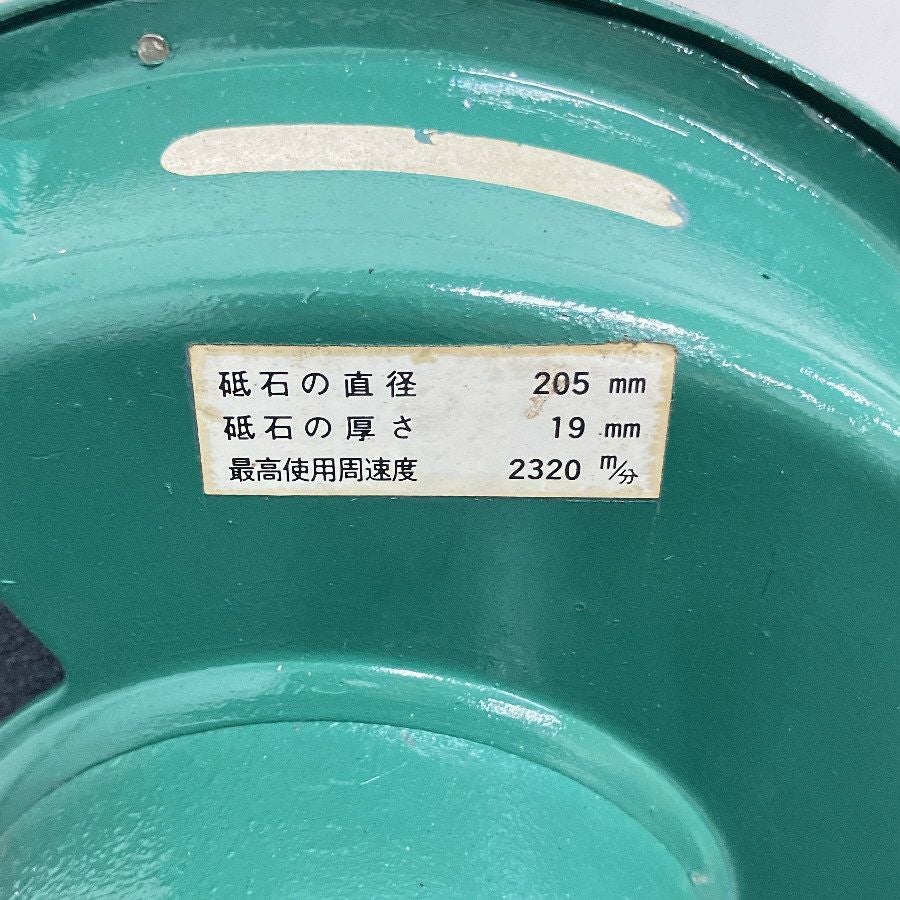 砥石の直径 205 mm
砥石の厚さ 19 mm
最高使用周速度 2320 m/分